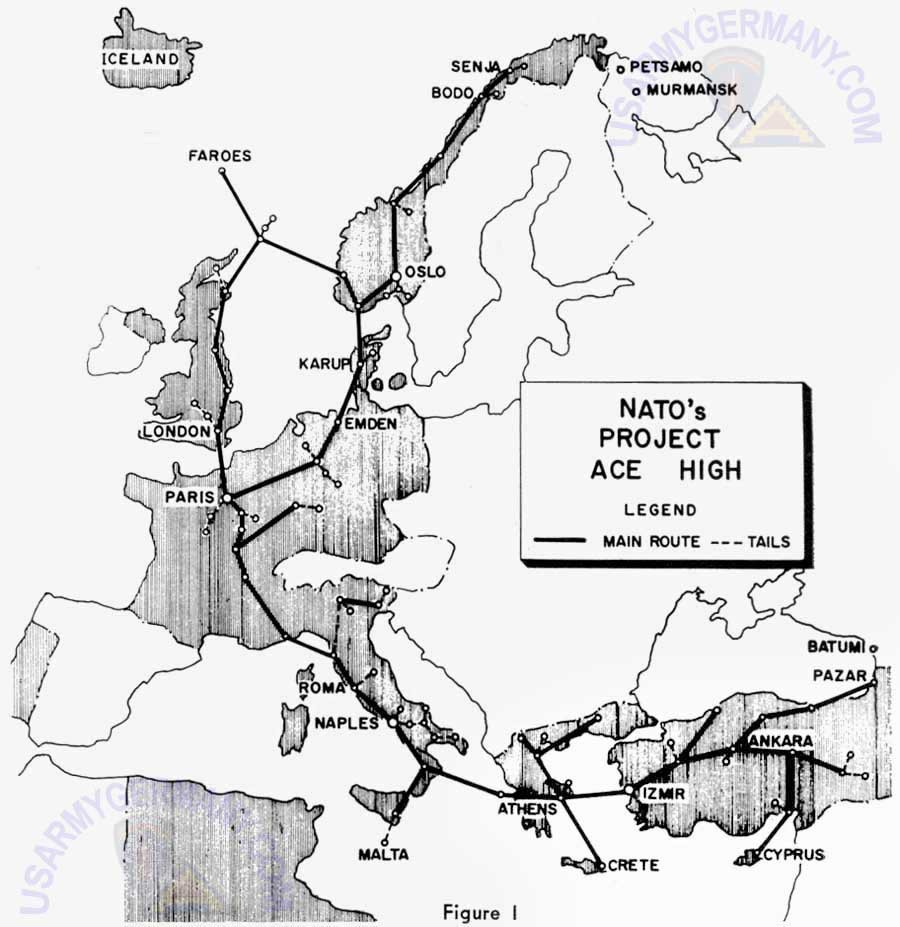 ICELAND
USARMYGERMANY.COM
SENJA
PETSAMO
BODO
MURMANSK
FAROES
OSLO
KARUP
NATO's
PROJECT
ACE HIGH
LEGEND
MAIN ROUTE --- TAILS
LONDON
EMDEN
PARIS
BATUMI
PAZAR
ROMA
NAPLES
ANKARA
IZMIR
ATHENS
MALTA
CRETE
CYPRUS
USARMYGERMANY.COM
Figure 1